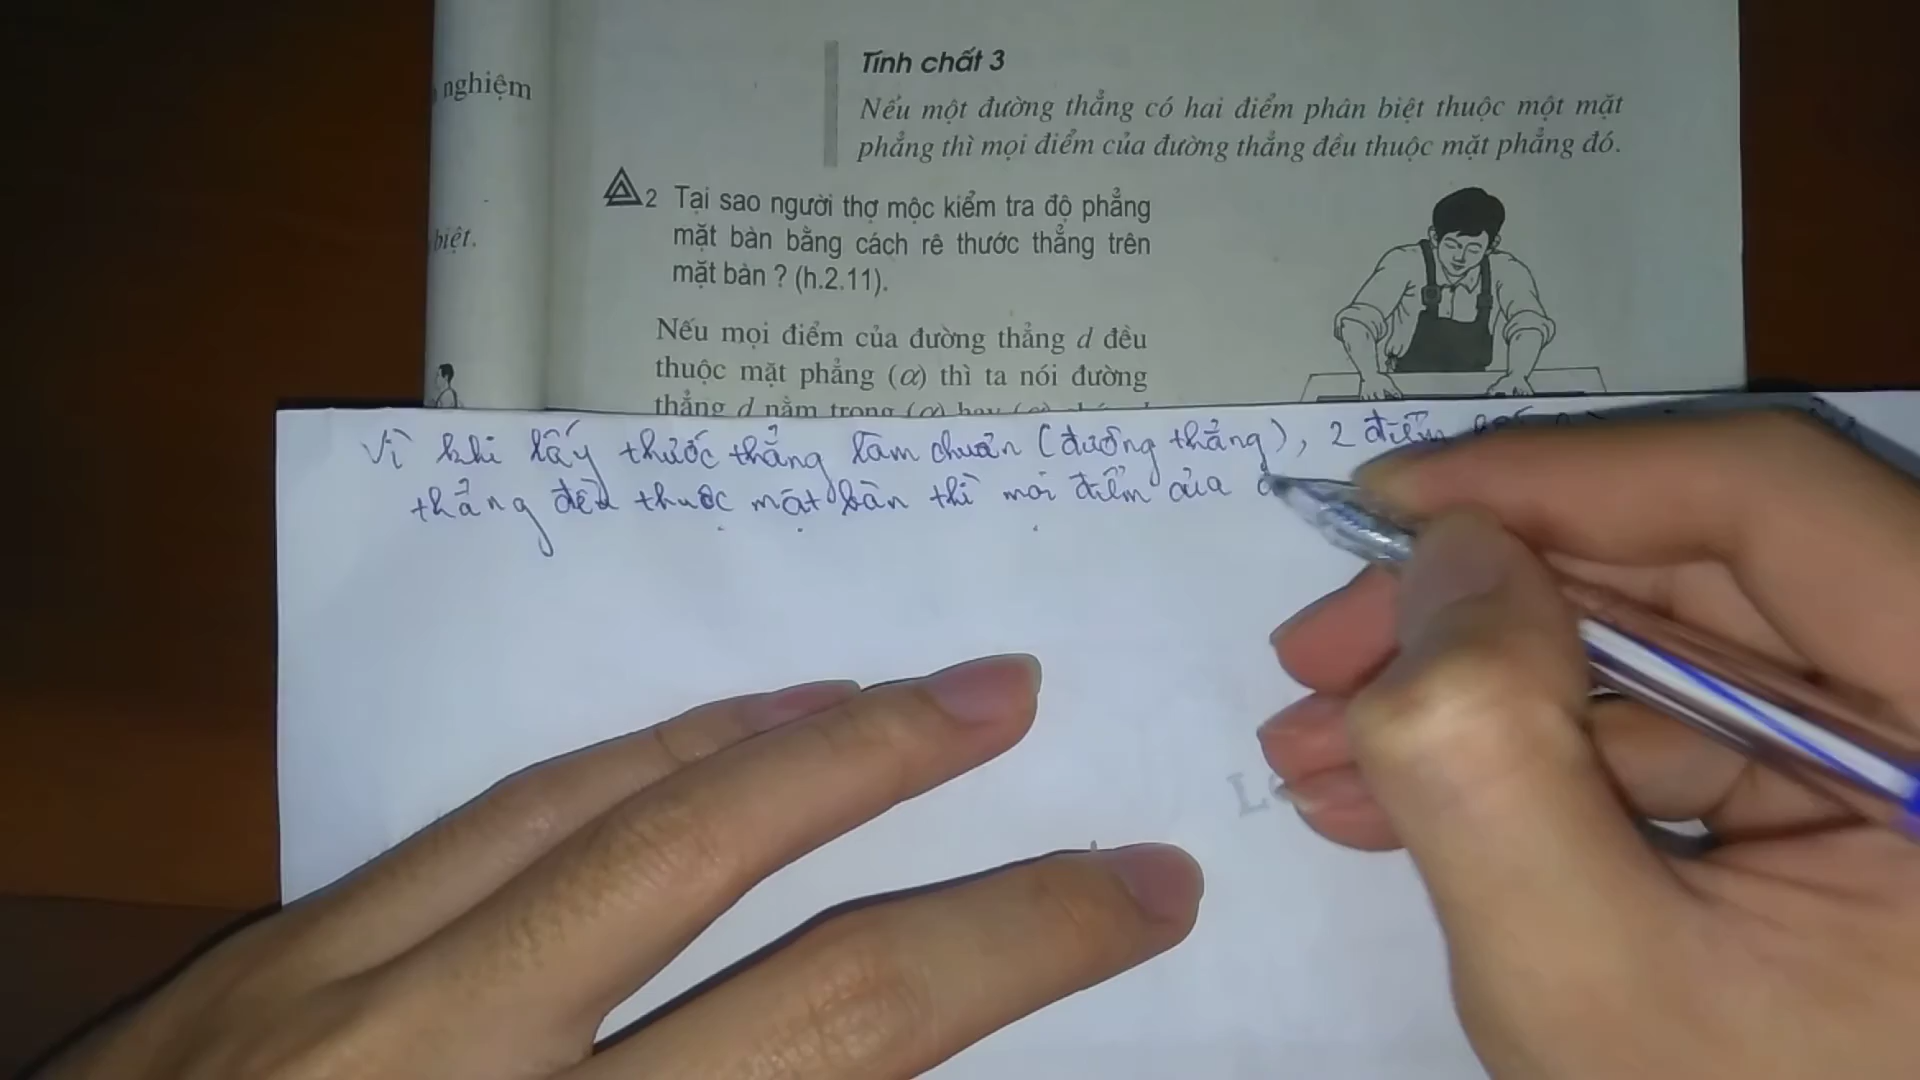 nghiệm
biệt.
Tính chất 3
Nếu một đường thẳng có hai điểm phân biệt thuộc một mặt
phẳng thì mọi điểm của đường thẳng đều thuộc mặt phẳng đó.
2 Tại sao người thợ mộc kiểm tra độ phẳng
mặt bàn bằng cách rê thước thẳng trên
mặt bàn ? (h.2.11).
Nếu mọi điểm của đường thẳng d đều
thuộc mặt phẳng (α) thì ta nói đường
thẳng d nằm trong (α) hay
Vì khi lấy thước thẳng làm chuẩn (đường thẳng), 2 điểm
thẳng đều thuộc mặt bàn thì mọi điểm của